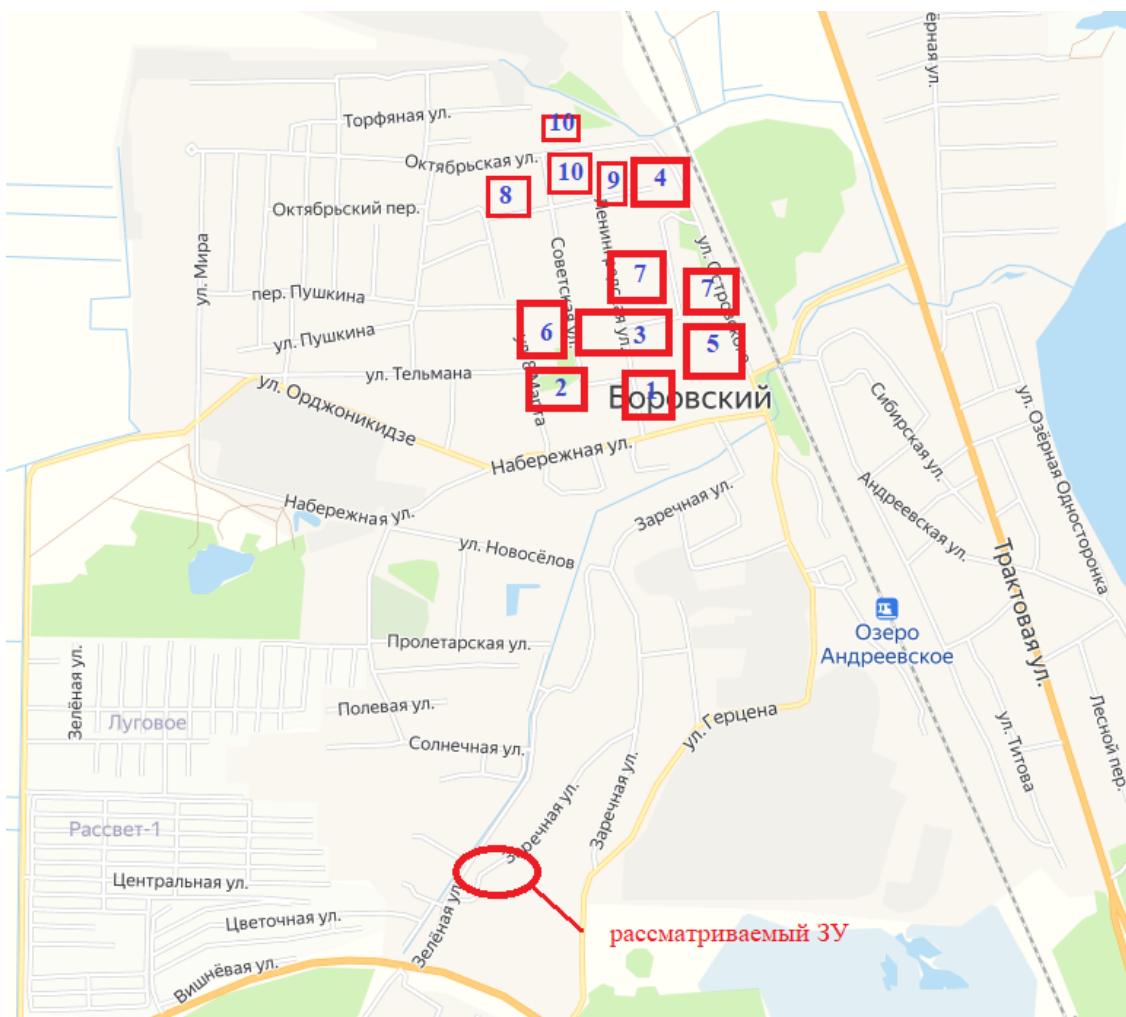 ёрная ул.
Торфяная ул.
10
Октябрьская ул.
10
9
4
8
Октябрьский пер.
Ленинградская ул.
ул. Мира
Советская ул.
ул. Островского
7
7
пер. Пушкина
ул. Пушкина
6
3
5
ул. 8 Марта
ул. Тельмана
2
1
Боровский
ул. Орджоникидзе
Набережная ул.
Сибирская ул.
ул. Озёрная Односторонка
Андреевская ул.
Заречная ул.
Набережная ул.
ул. Новосёлов
Трактовая ул.
Озеро
Андреевское
Пролетарская ул.
Зелёная ул.
Полевая ул.
Луговое
ул. Герцена
Солнечная ул.
ул. Титова
Лесной пер.
Заречная ул.
Заречная ул.
Рассвет-1
Центральная ул.
Цветочная ул.
Зелёная ул.
рассматриваемый ЗУ
Вишнёвая ул.